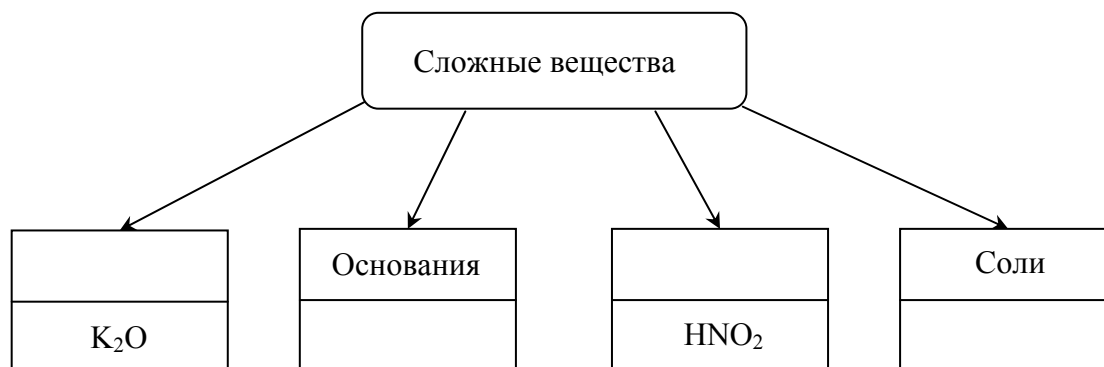 Сложные вещества
Основания
Соли
K₂O
HNO₂